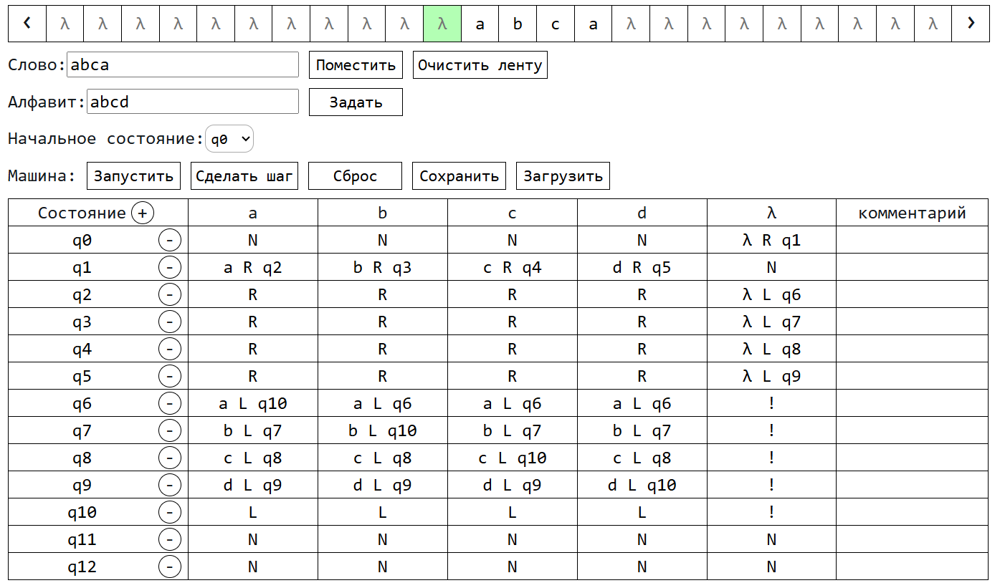 < λ λ λ λ λ λ λ λ λ λ λ a b c a λ λ λ λ λ λ λ λ λ >
Слово: abca Поместить Очистить ленту
Алфавит: abcd Задать
Начальное состояние: q0
Машина: Запустить Сделать шаг Сброс Сохранить Загрузить
Состояние + a b c d λ комментарий
q0 - N N N N λ R q1
q1 - a R q2 b R q3 c R q4 d R q5 N
q2 - R R R R λ L q6
q3 - R R R R λ L q7
q4 - R R R R λ L q8
q5 - R R R R λ L q9
q6 - a L q10 a L q6 a L q6 a L q6 !
q7 - b L q7 b L q10 b L q7 b L q7 !
q8 - c L q8 c L q8 c L q10 c L q8 !
q9 - d L q9 d L q9 d L q9 d L q10 !
q10 - L L L L !
q11 - N N N N N
q12 - N N N N N